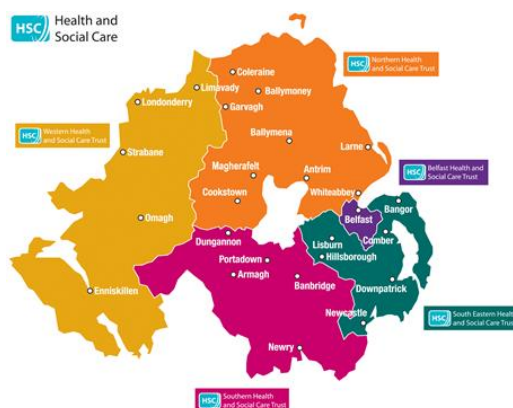 HSC Health and
Social Care
HSC Northern Health
and Social Care Trust
Coleraine
Limavady
Ballymoney
Londonderry
Garvagh
HSC Western Health
and Social Care Trust
Ballymena
Larne
Strabane
HSC Belfast Health and
Social Care Trust
Magherafelt
Antrim
Cookstown
Whiteabbey
Bangor
Omagh
Belfast
Dungannon
Lisburn
Comber
Portadown
Hillsborough
Armagh
Banbridge
Downpatrick
Enniskillen
Newcastle
HSC South Eastern Health
and Social Care Trust
Newry
HSC Southern Health
and Social Care Trust